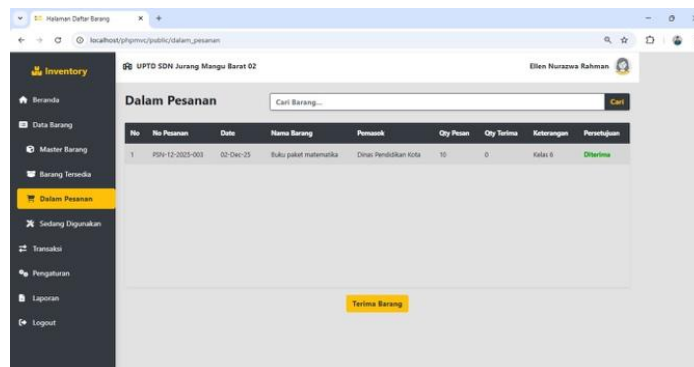 Halaman Daftar Barang
localhost/phpmvc/public/dalam_pesanan
Inventory
UPTD SDN Jurang Mangu Barat 02
Ellen Nurazwa Rahman
Beranda
Data Barang
Master Barang
Barang Tersedia
Dalam Pesanan
Sedang Digunakan
Transaksi
Pengaturan
Laporan
Logout
Dalam Pesanan
Cari Barang...
Cari
No No Pesanan Date Nama Barang Pemasok Qty Pesan Qty Terima Keterangan Persetujuan
1 PSN-12-2025-003 02-Dec-25 Buku paket matematika Dinas Pendidikan Kota 10 0 Kelas 6 Diterima
Terima Barang